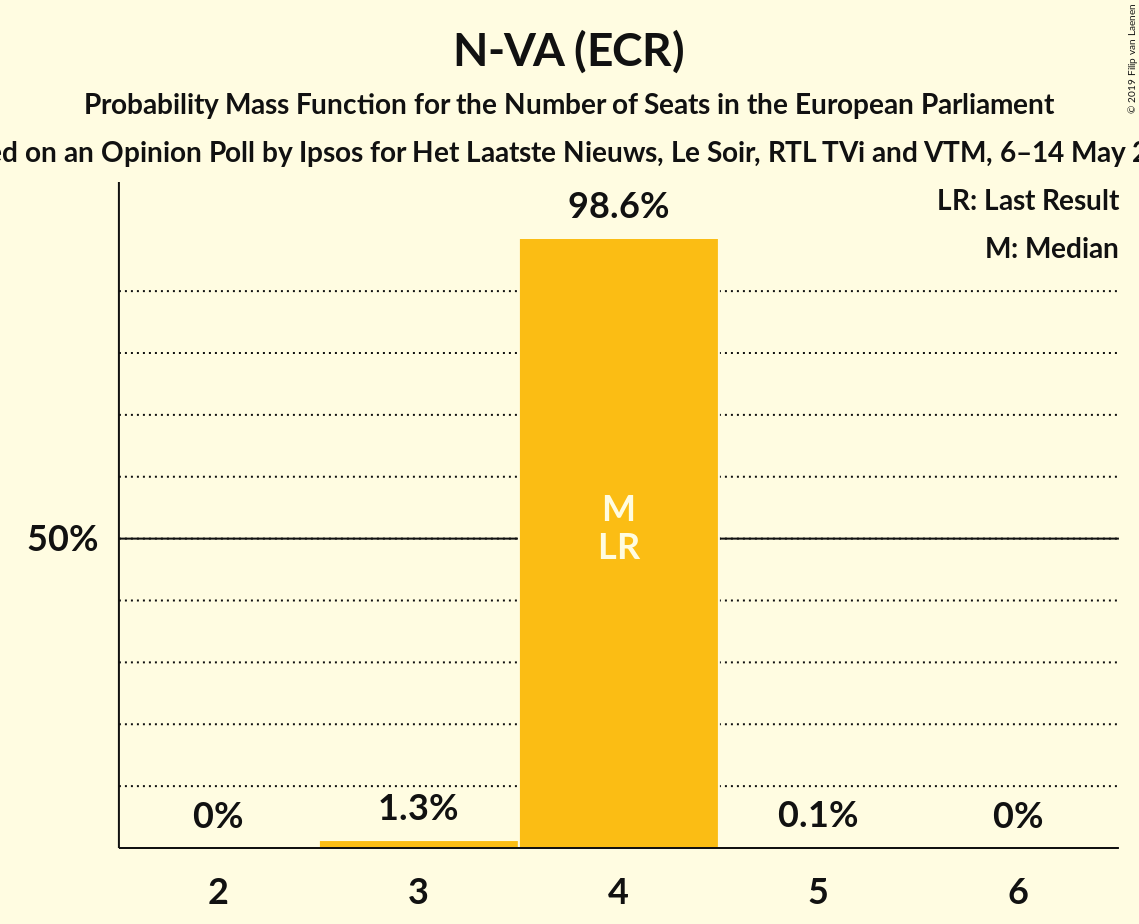 N-VA (ECR)
Probability Mass Function for the Number of Seats in the European Parliament
on an Opinion Poll by Ipsos for Het Laatste Nieuws, Le Soir, RTL TVi and VTM, 6–14 May
LR: Last Result
M: Median
98.6%
M
LR
50%
0%
1.3%
0.1%
0%
2
3
4
5
6
© 2019 Filip van Laenen